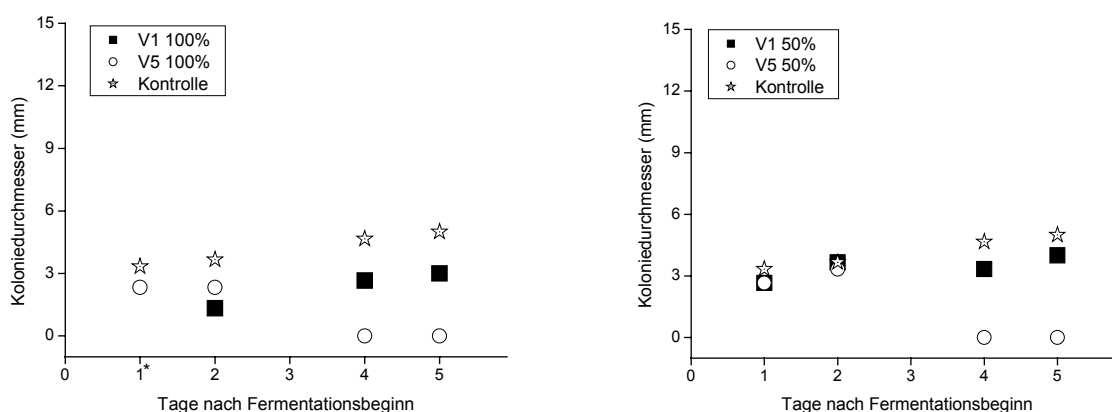 15
V1 100%
V5 100%
Kontrolle
12
9
6
3
0
Koloniedurchmesser (mm)
0
1*
2
3
4
5
Tage nach Fermentationsbeginn
15
V1 50%
V5 50%
Kontrolle
12
9
6
3
0
Koloniedurchmesser (mm)
0
1
2
3
4
5
Tage nach Fermentationsbeginn